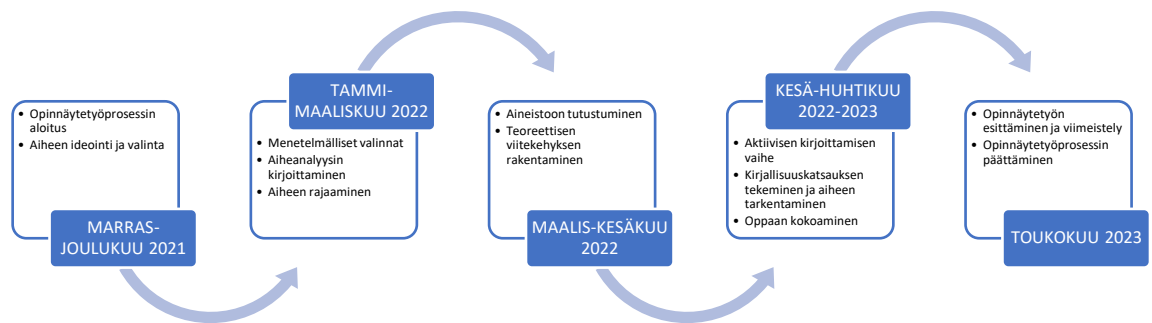 • Opinnäytetyöprosessin
aloitus
• Aiheen ideointi ja valinta
MARRAS-
JOULUKUU 2021
TAMMI-
MAALISKUU 2022
• Menetelmälliset valinnat
• Aiheanalyysin
kirjoittaminen
• Aiheen rajaaminen
• Aineistoon tutustuminen
• Teoreettisen
viitekehyksen
rakentaminen
MAALIS-KESÄKUU
2022
KESÄ-HUHTIKUU
2022-2023
• Aktiivisen kirjoittamisen
vaihe
• Kirjallisuuskatsauksen
tekeminen ja aiheen
tarkentaminen
• Oppaan kokoaminen
• Opinnäytetyön
esittäminen ja viimeistely
• Opinnäytetyöprosessin
päättäminen
TOUKOKUU 2023